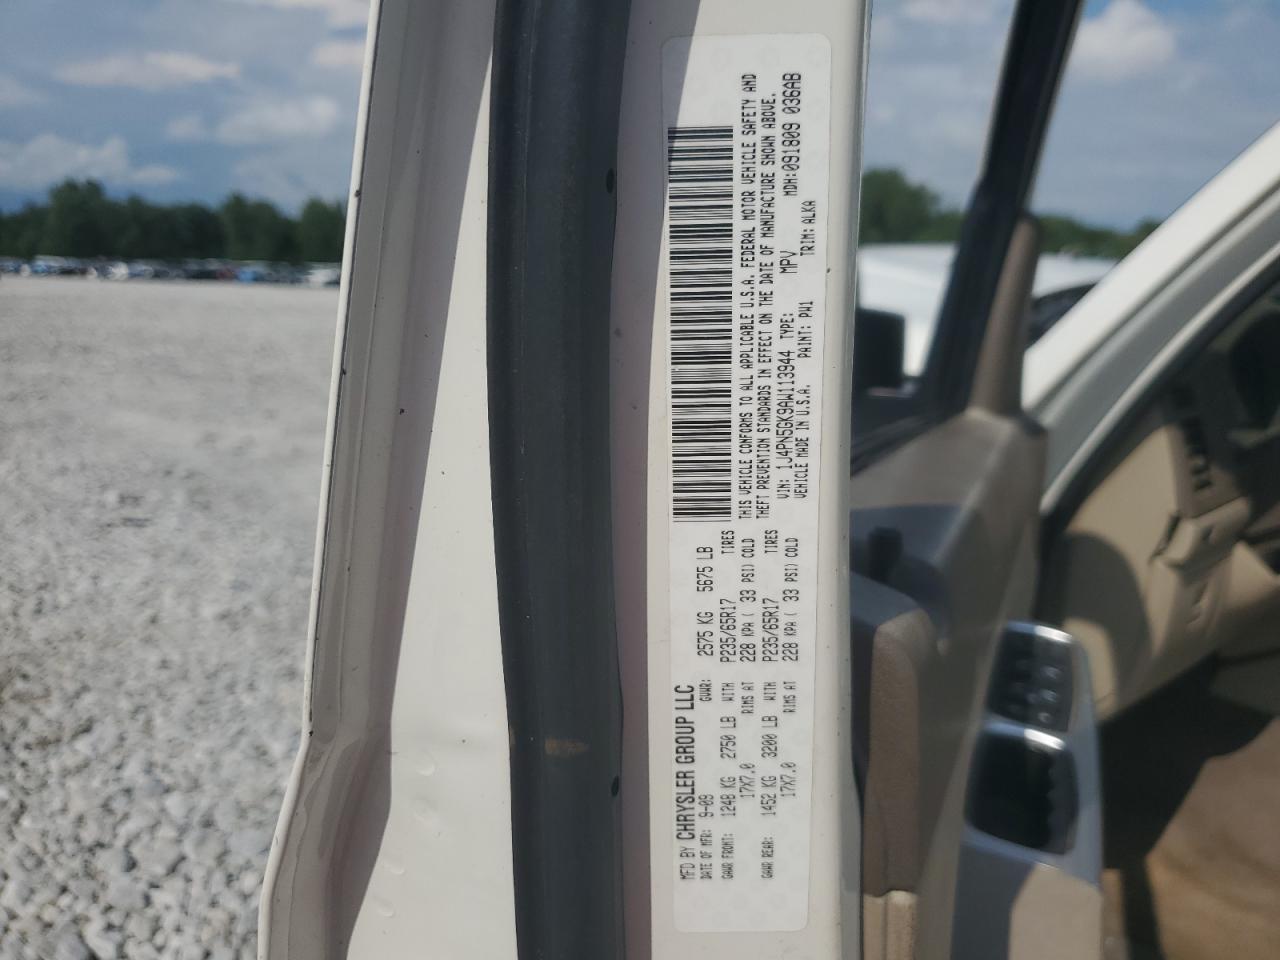 MFD BY CHRYSLER GROUP LLC
DATE OF MFR: 9-09 GVWR: 2575 KG 5675 LB
GAWR FRONT: 1248 KG 2750 LB WITH P235/65R17 TIRES
17X7.0 RIMS AT 228 KPA ( 33 PSI) COLD
GAWR REAR: 1452 KG 3200 LB WITH P235/65R17 TIRES
17X7.0 RIMS AT 228 KPA ( 33 PSI) COLD
THIS VEHICLE CONFORMS TO ALL APPLICABLE U.S.A. FEDERAL MOTOR VEHICLE SAFETY AND
THEFT PREVENTION STANDARDS IN EFFECT ON THE DATE OF MANUFACTURE SHOWN ABOVE.
VIN: 1J4PN5GK9AW113944 TYPE: MPV MDH:091809 036AB
VEHICLE MADE IN U.S.A. PAINT: PW1 TRIM: ALKA